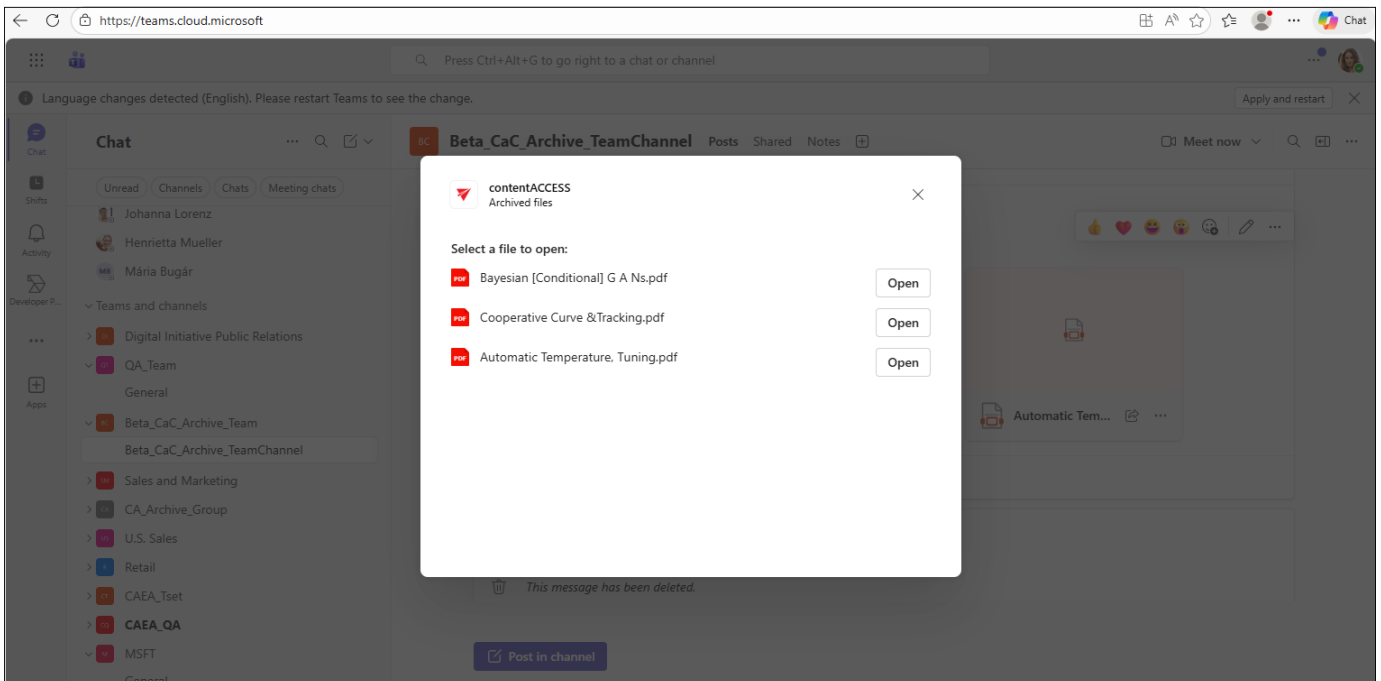 https://teams.cloud.microsoft
Chat
Press Ctrl+Alt+G to go right to a chat or channel
Language changes detected (English). Please restart Teams to see the change.
Apply and restart
Chat
Shifts
Activity
Developer P...
Apps
Chat
Unread
Channels
Chats
Meeting chats
Johanna Lorenz
Henrietta Mueller
Mária Bugár
Teams and channels
Digital Initiative Public Relations
QA_Team
General
Beta_CaC_Archive_Team
Beta_CaC_Archive_TeamChannel
Sales and Marketing
CA_Archive_Group
U.S. Sales
Retail
CAEA_Tset
CAEA_QA
MSFT
General
BC
Beta_CaC_Archive_TeamChannel
Posts
Shared
Notes
Meet now
contentACCESS
Archived files
Select a file to open:
PDF
Bayesian [Conditional] G A Ns.pdf
Open
PDF
Cooperative Curve &Tracking.pdf
Open
PDF
Automatic Temperature, Tuning.pdf
Open
Automatic Tem...
This message has been deleted.
Post in channel